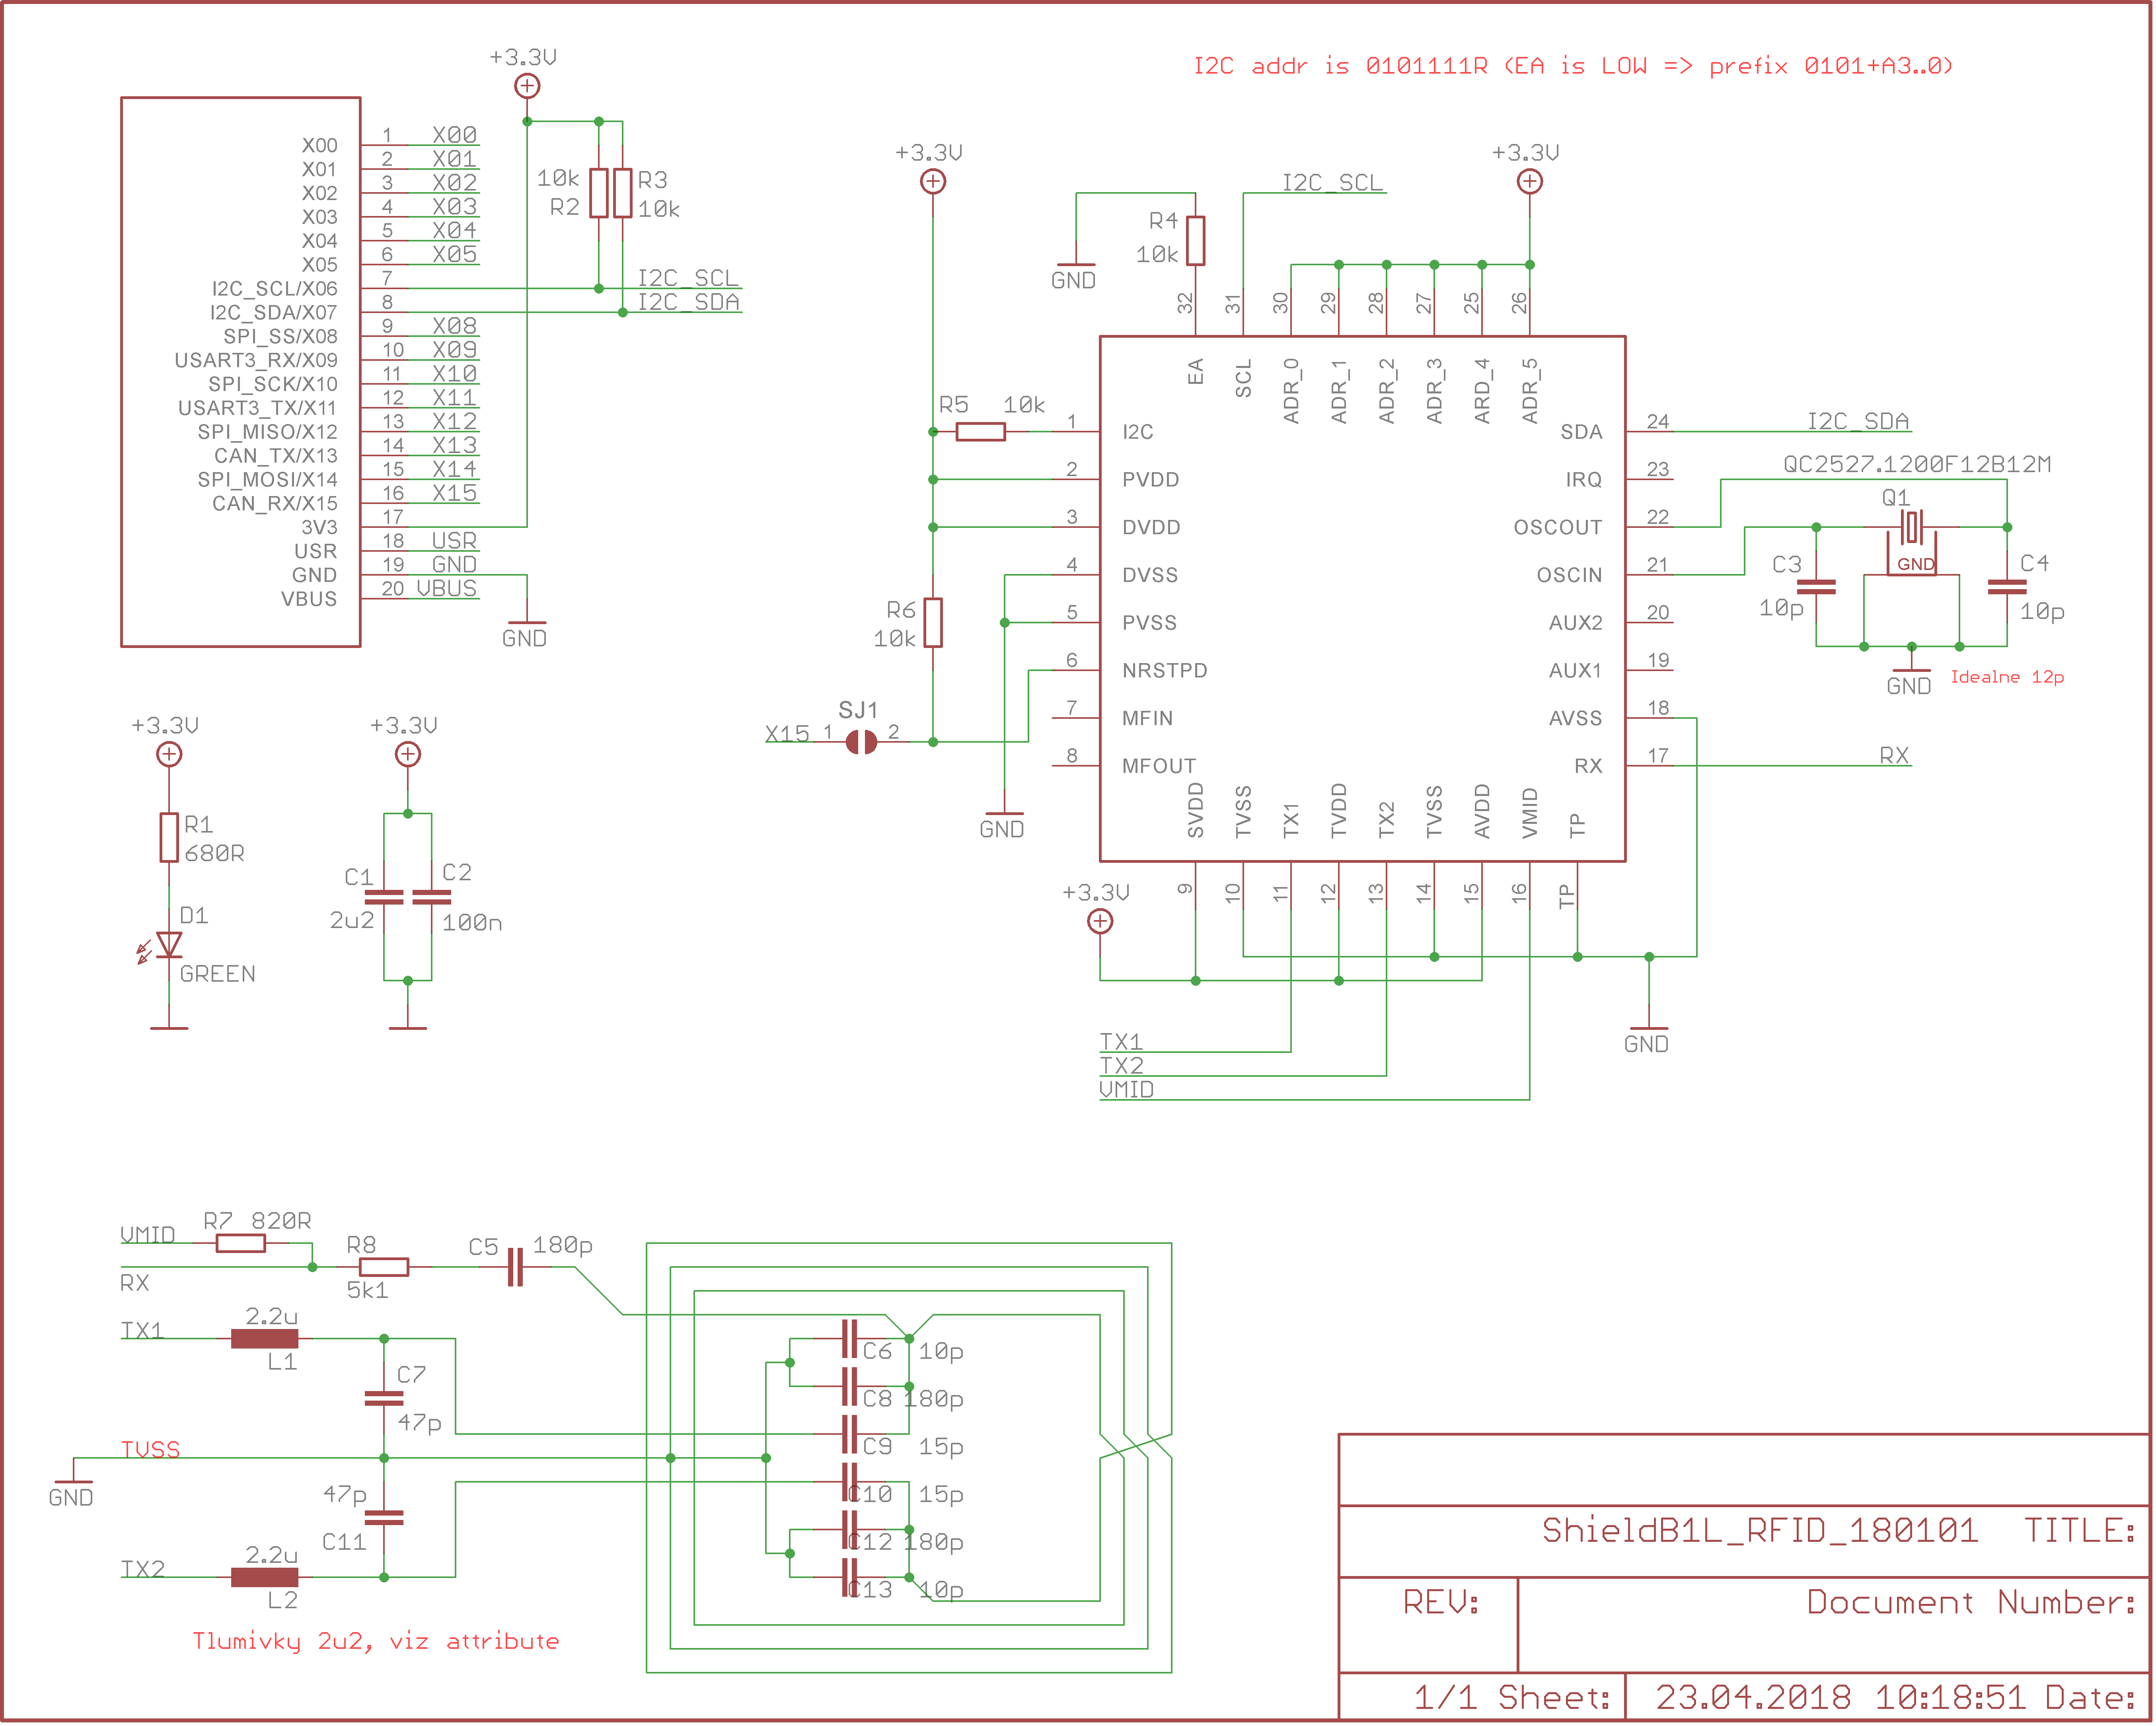 I2C addr is 0101111R (EA is LOW => prefix 0101+A3..0)
+3.3V
X00 1 X00
X01 2 X01
X02 3 X02
X03 4 X03
X04 5 X04
X05 6 X05
I2C_SCL/X06 7 I2C_SCL
I2C_SDA/X07 8 I2C_SDA
SPI_SS/X08 9 X08
USART3_RX/X09 10 X09
SPI_SCK/X10 11 X10
USART3_TX/X11 12 X11
SPI_MISO/X12 13 X12
CAN_TX/X13 14 X13
SPI_MOSI/X14 15 X14
CAN_RX/X15 16 X15
3V3 17
USR 18 USR
GND 19 GND
VBUS 20 VBUS
10k
R2
R3
10k
GND
+3.3V
R1
680R
D1
GREEN
+3.3V
C1
2u2
C2
100n
+3.3V
GND
R4
10k
I2C_SCL
+3.3V
32 31 30 29 28 27 25 26
EA SCL ADR_0 ADR_1 ADR_2 ADR_3 ARD_4 ADR_5
R5 10k
1 I2C
2 PVDD
3 DVDD
4 DVSS
5 PVSS
6 NRSTPD
7 MFIN
8 MFOUT
R6
10k
SJ1
X15 1 2
GND
SDA 24 I2C_SDA
IRQ 23
OSCOUT 22
OSCIN 21
AUX2 20
AUX1 19
AVSS 18
RX 17 RX
QC2527.1200F12B12M
Q1
GND
C3
10p
C4
10p
GND
Idealne 12p
SVDD TVSS TX1 TVDD TX2 TVSS AVDD VMID TP
9 10 11 12 13 14 15 16 TP
+3.3V
GND
TX1
TX2
VMID
VMID
R7 820R
RX
R8
5k1
C5 180p
TX1
2.2u
L1
C7
47p
TVSS
GND
47p
C11
TX2
2.2u
L2
Tlumivky 2u2, viz attribute
C6 10p
C8 180p
C9 15p
C10 15p
C12 180p
C13 10p
ShieldB1L_RFID_180101 TITLE:
REV: Document Number:
1/1 Sheet: 23.04.2018 10:18:51 Date: